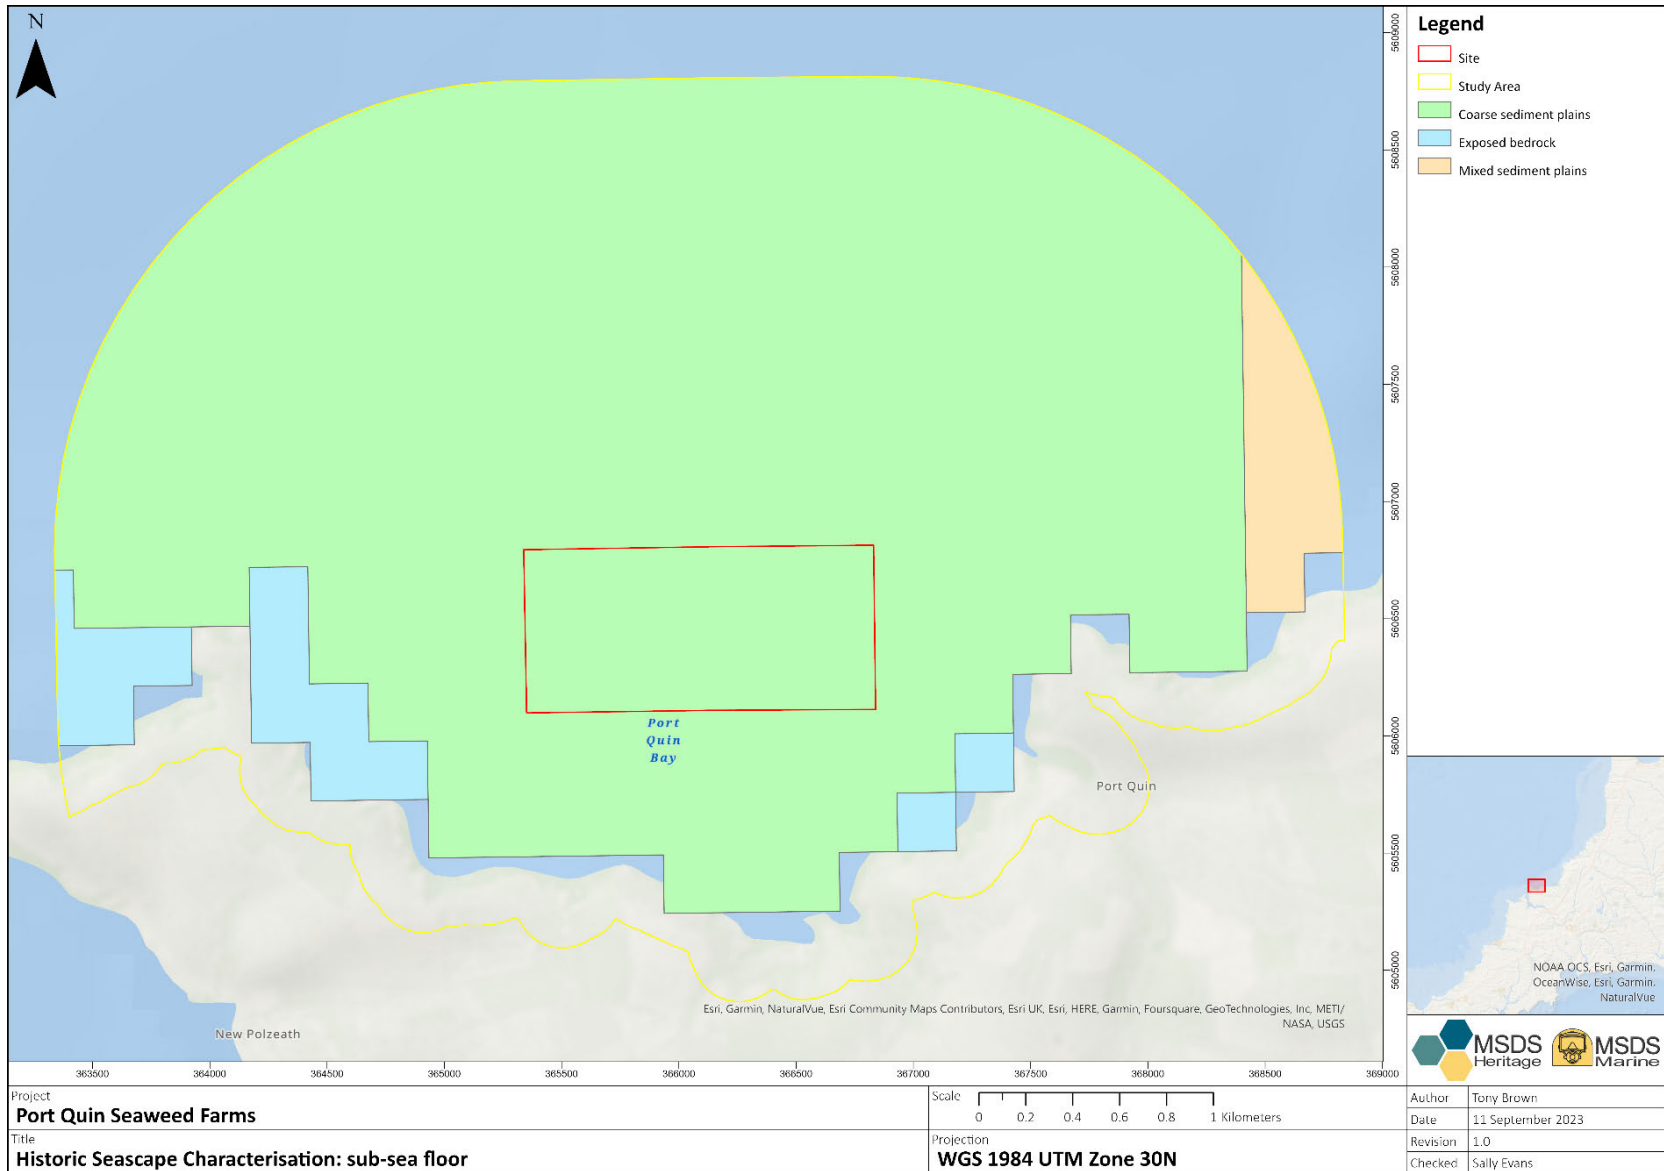 N
Legend
Site
Study Area
Coarse sediment plains
Exposed bedrock
Mixed sediment plains
5609000
5608500
5608000
5607500
5607000
5606500
5606000
5605500
5605000
Port
Quin
Bay
Port Quin
New Polzeath
Esri, Garmin, NaturalVue, Esri Community Maps Contributors, Esri UK, Esri, HERE, Garmin, Foursquare, GeoTechnologies, Inc, METI/
NASA, USGS
363500 364000 364500 365000 365500 366000 366500 367000 367500 368000 368500 369000
NOAA OCS, Esri, Garmin,
OceanWise, Esri, Garmin,
NaturalVue
MSDS
Heritage
MSDS
Marine
Project
Port Quin Seaweed Farms
Title
Historic Seascape Characterisation: sub-sea floor
Scale
0 0.2 0.4 0.6 0.8 1 Kilometers
Projection
WGS 1984 UTM Zone 30N
Author Tony Brown
Date 11 September 2023
Revision 1.0
Checked Sally Evans